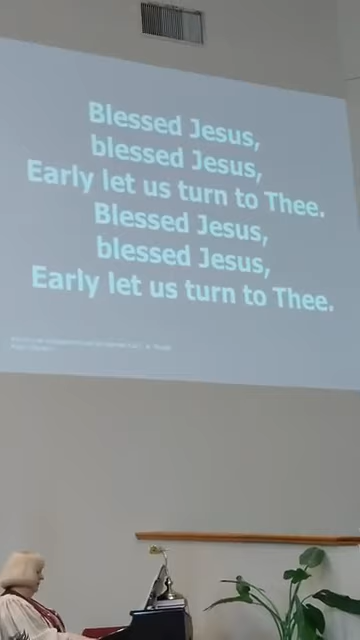 Blessed Jesus,
blessed Jesus,
Early let us turn to Thee.
Blessed Jesus,
blessed Jesus,
Early let us turn to Thee.